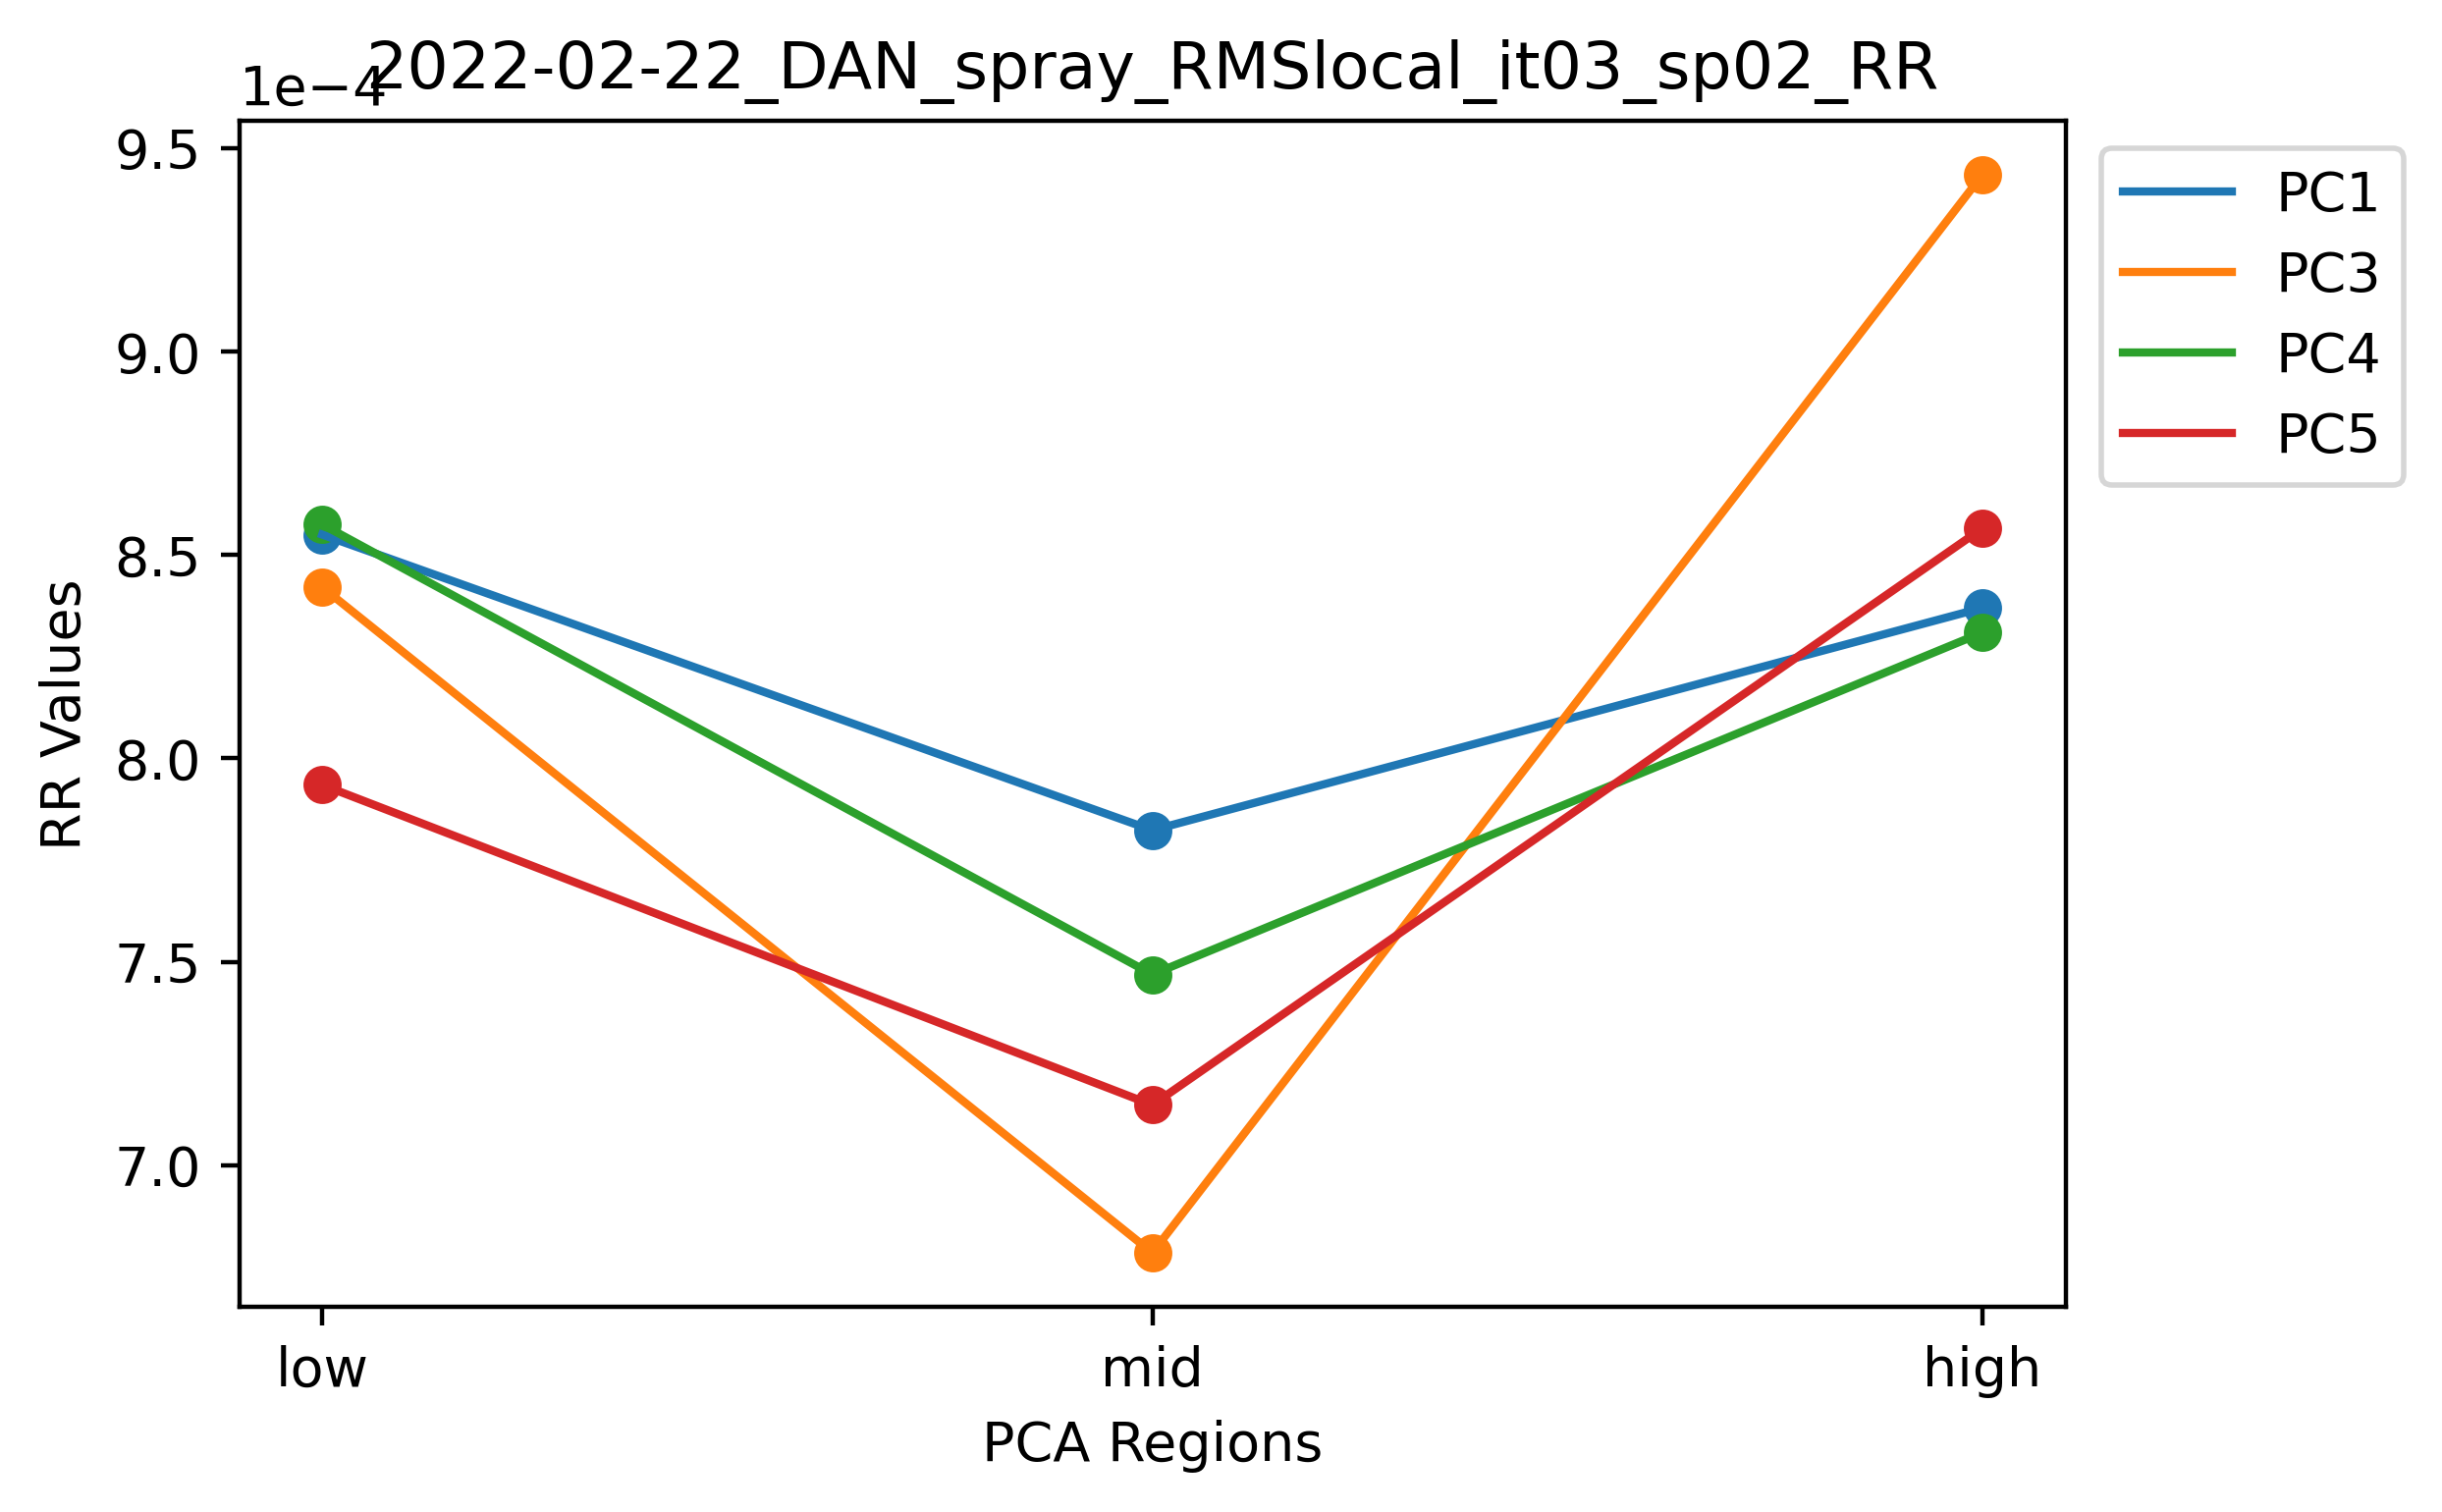 2022-02-22_DAN_spray_RMSlocal_it03_sp02_RR
1e−4
9.5
9.0
8.5
8.0
7.5
7.0
RR Values
low mid high
PCA Regions
PC1
PC3
PC4
PC5